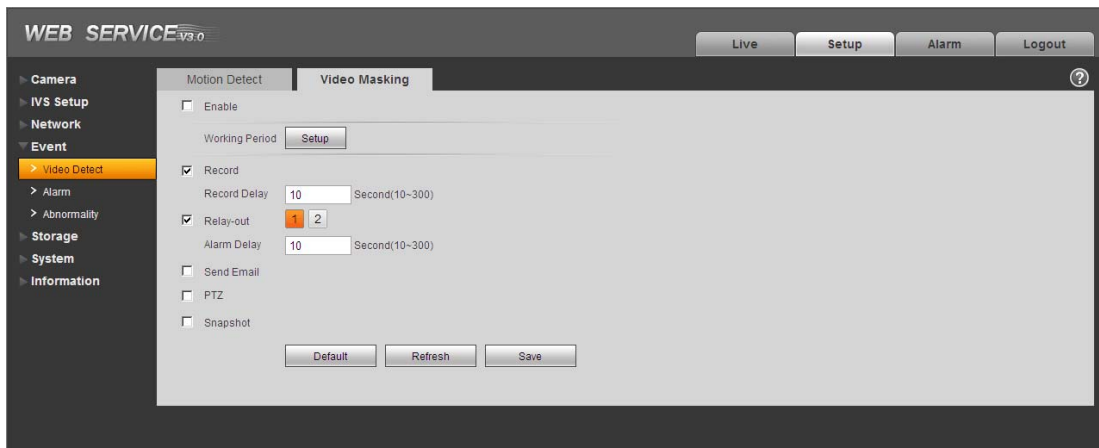 WEB SERVICE V3.0
Live Setup Alarm Logout
Camera
IVS Setup
Network
Event
> Video Detect
> Alarm
> Abnormality
Storage
System
Information
Motion Detect Video Masking
?
Enable
Working Period Setup
Record
Record Delay 10 Second(10~300)
Relay-out 1 2
Alarm Delay 10 Second(10~300)
Send Email
PTZ
Snapshot
Default Refresh Save